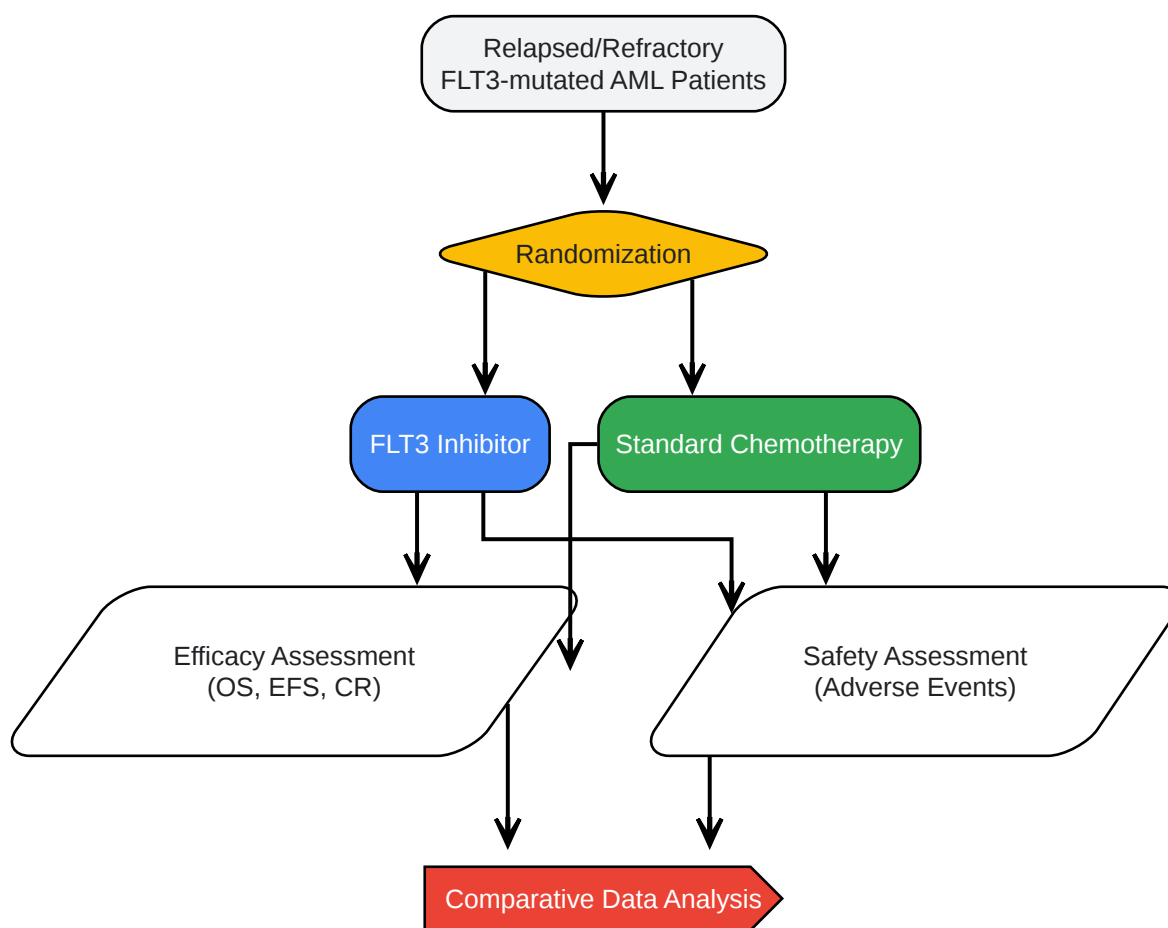 Relapsed/Refractory
FLT3-mutated AML Patients
Randomization
FLT3 Inhibitor
Standard Chemotherapy
Efficacy Assessment
(OS, EFS, CR)
Safety Assessment
(Adverse Events)
Comparative Data Analysis